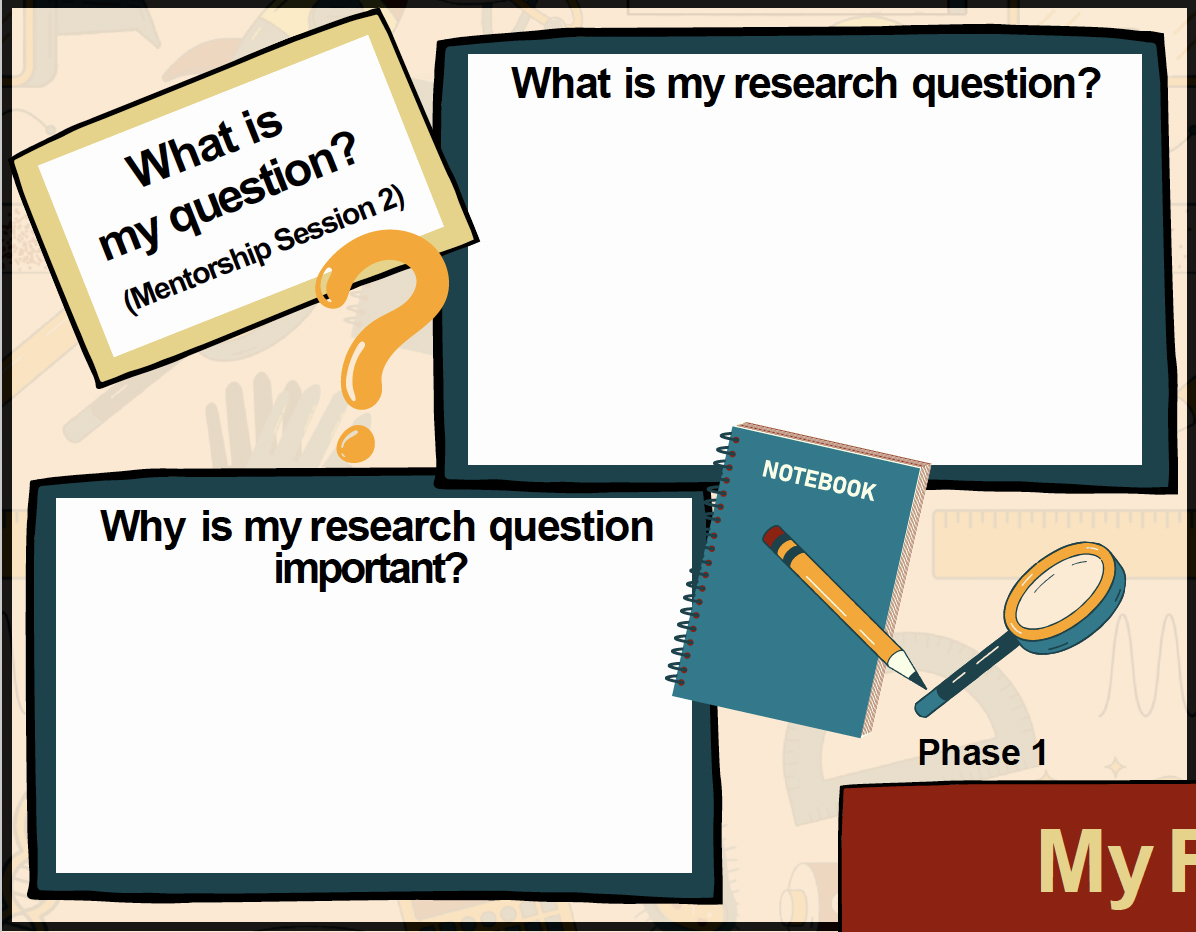 What is
my question?
(Mentorship Session 2)
What is my research question?
Why is my research question
important?
NOTEBOOK
Phase 1
My